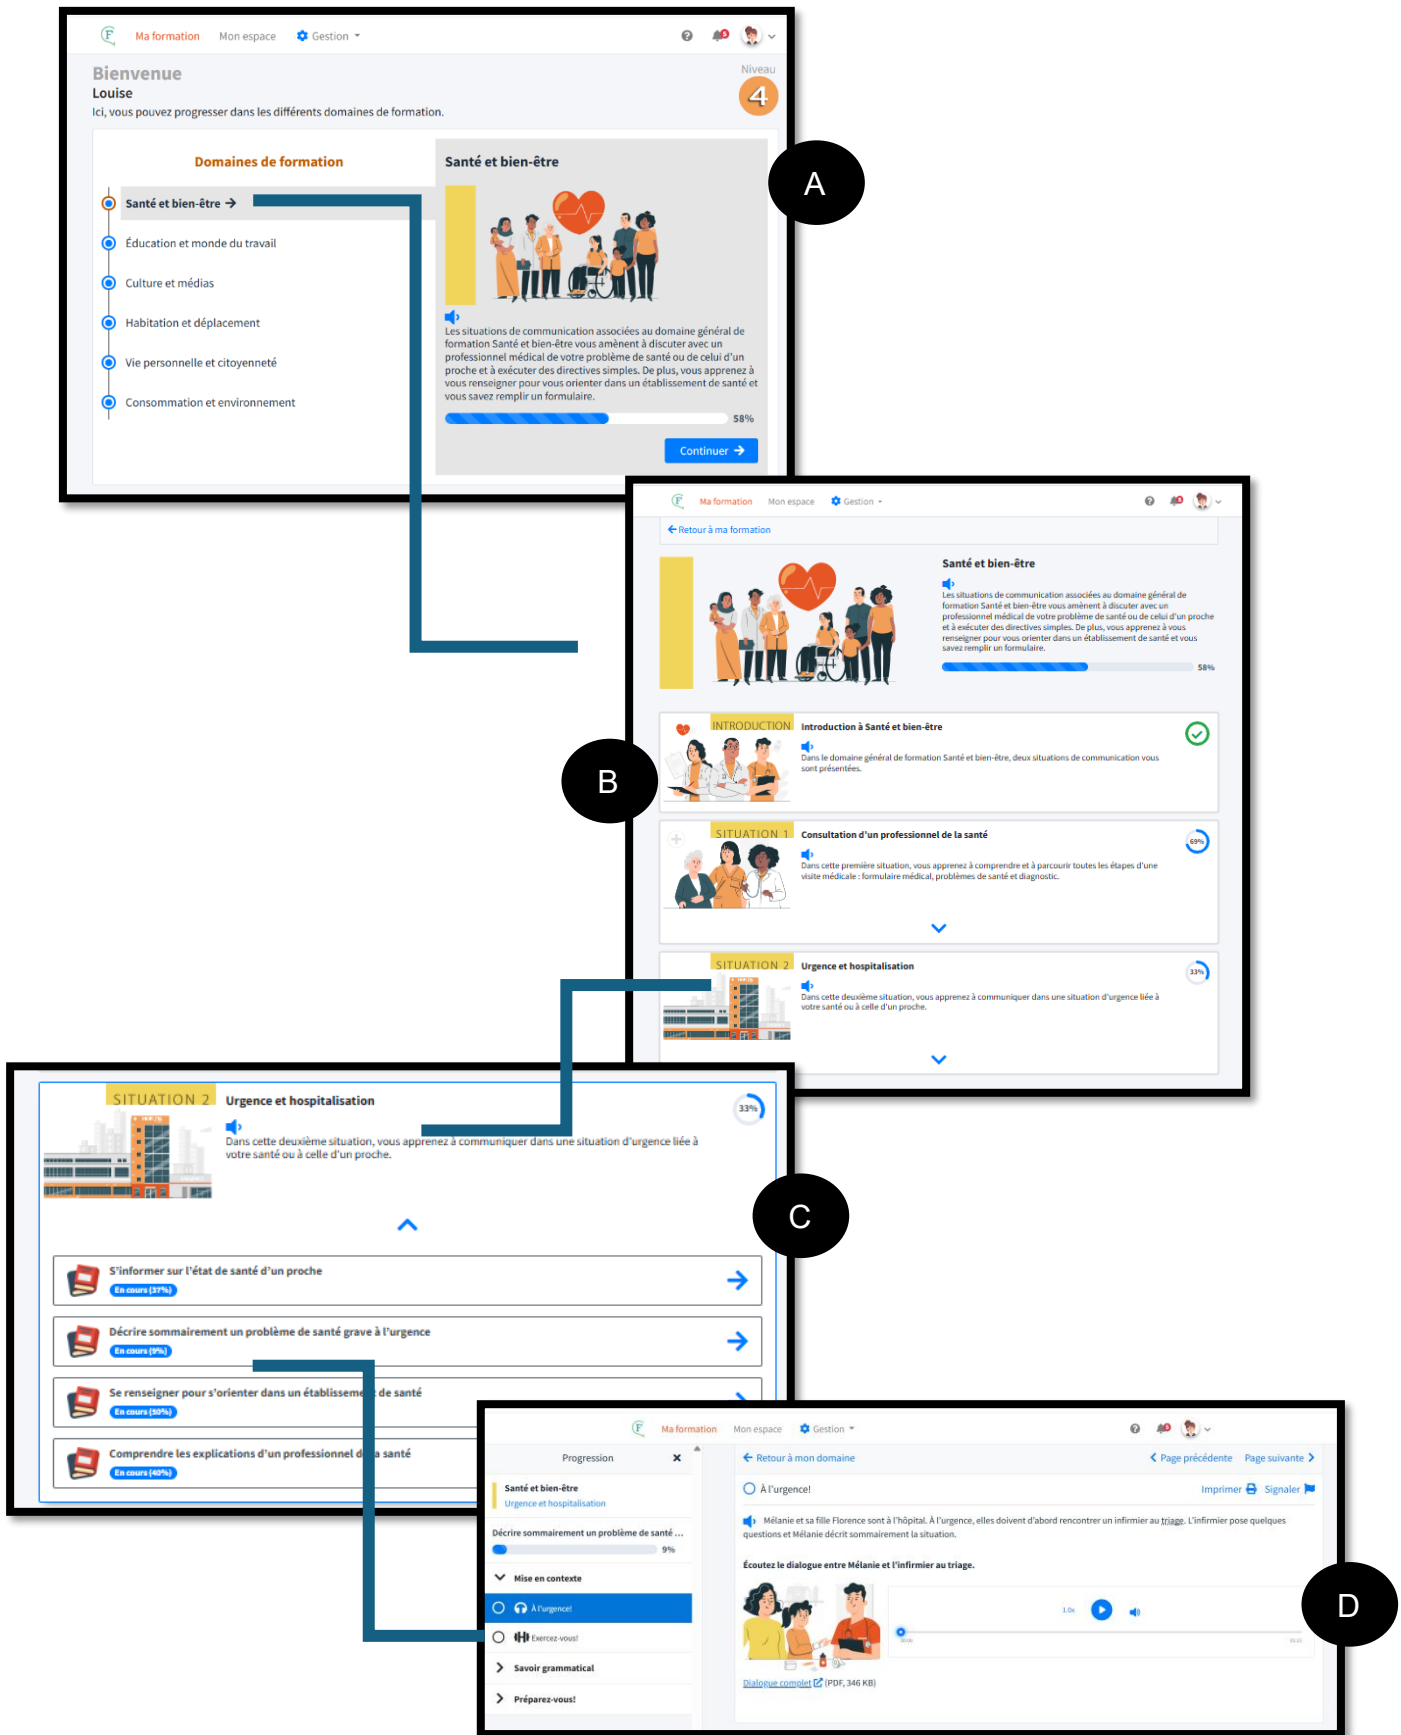 F Ma formation Mon espace Gestion
5
Bienvenue
Niveau
Louise
4
Ici, vous pouvez progresser dans les différents domaines de formation.
Domaines de formation
Santé et bien-être
Éducation et monde du travail
Culture et médias
Habitation et déplacement
Vie personnelle et citoyenneté
Consommation et environnement
Santé et bien-être
Les situations de communication associées au domaine général de
formation Santé et bien-être vous amènent à discuter avec un
professionnel médical de votre problème de santé ou de celui d'un
proche et à exécuter des directives simples. De plus, vous apprenez à
vous renseigner pour vous orienter dans un établissement de santé et
vous savez remplir un formulaire.
58%
Continuer
A
F Ma formation Mon espace Gestion
Retour à ma formation
Santé et bien-être
Les situations de communication associées au domaine général de
formation Santé et bien-être vous amènent à discuter avec un
professionnel médical de votre problème de santé ou de celui d'un proche
et à exécuter des directives simples. De plus, vous apprenez à vous
renseigner pour vous orienter dans un établissement de santé et vous
savez remplir un formulaire.
58%
INTRODUCTION
Introduction à Santé et bien-être
Dans le domaine général de formation Santé et bien-être, deux situations de communication vous
sont présentées.
B
SITUATION 1
Consultation d'un professionnel de la santé
69%
Dans cette première situation, vous apprenez à comprendre et à parcourir toutes les étapes d'une
visite médicale : formulaire médical, problèmes de santé et diagnostic.
SITUATION 2
Urgence et hospitalisation
33%
Dans cette deuxième situation, vous apprenez à communiquer dans une situation d'urgence liée à
votre santé ou à celle d'un proche.
SITUATION 2
Urgence et hospitalisation
33%
Dans cette deuxième situation, vous apprenez à communiquer dans une situation d'urgence liée à
votre santé ou à celle d'un proche.
C
S'informer sur l'état de santé d'un proche
En cours (37%)
Décrire sommairement un problème de santé grave à l'urgence
En cours (9%)
Se renseigner pour s'orienter dans un établissement de santé
En cours (50%)
Comprendre les explications d'un professionnel de la santé
En cours (40%)
F Ma formation Mon espace Gestion
Progression
Santé et bien-être
Urgence et hospitalisation
Décrire sommairement un problème de santé ...
9%
Mise en contexte
À l'urgence!
Exercez-vous!
Savoir grammatical
Préparez-vous!
Retour à mon domaine
Page précédente Page suivante
À l'urgence!
Imprimer Signaler
Mélanie et sa fille Florence sont à l'hôpital. À l'urgence, elles doivent d'abord rencontrer un infirmier au triage. L'infirmier pose quelques
questions et Mélanie décrit sommairement la situation.
Écoutez le dialogue entre Mélanie et l'infirmier au triage.
1.0x
00:00
Dialogue complet (PDF, 346 KB)
D